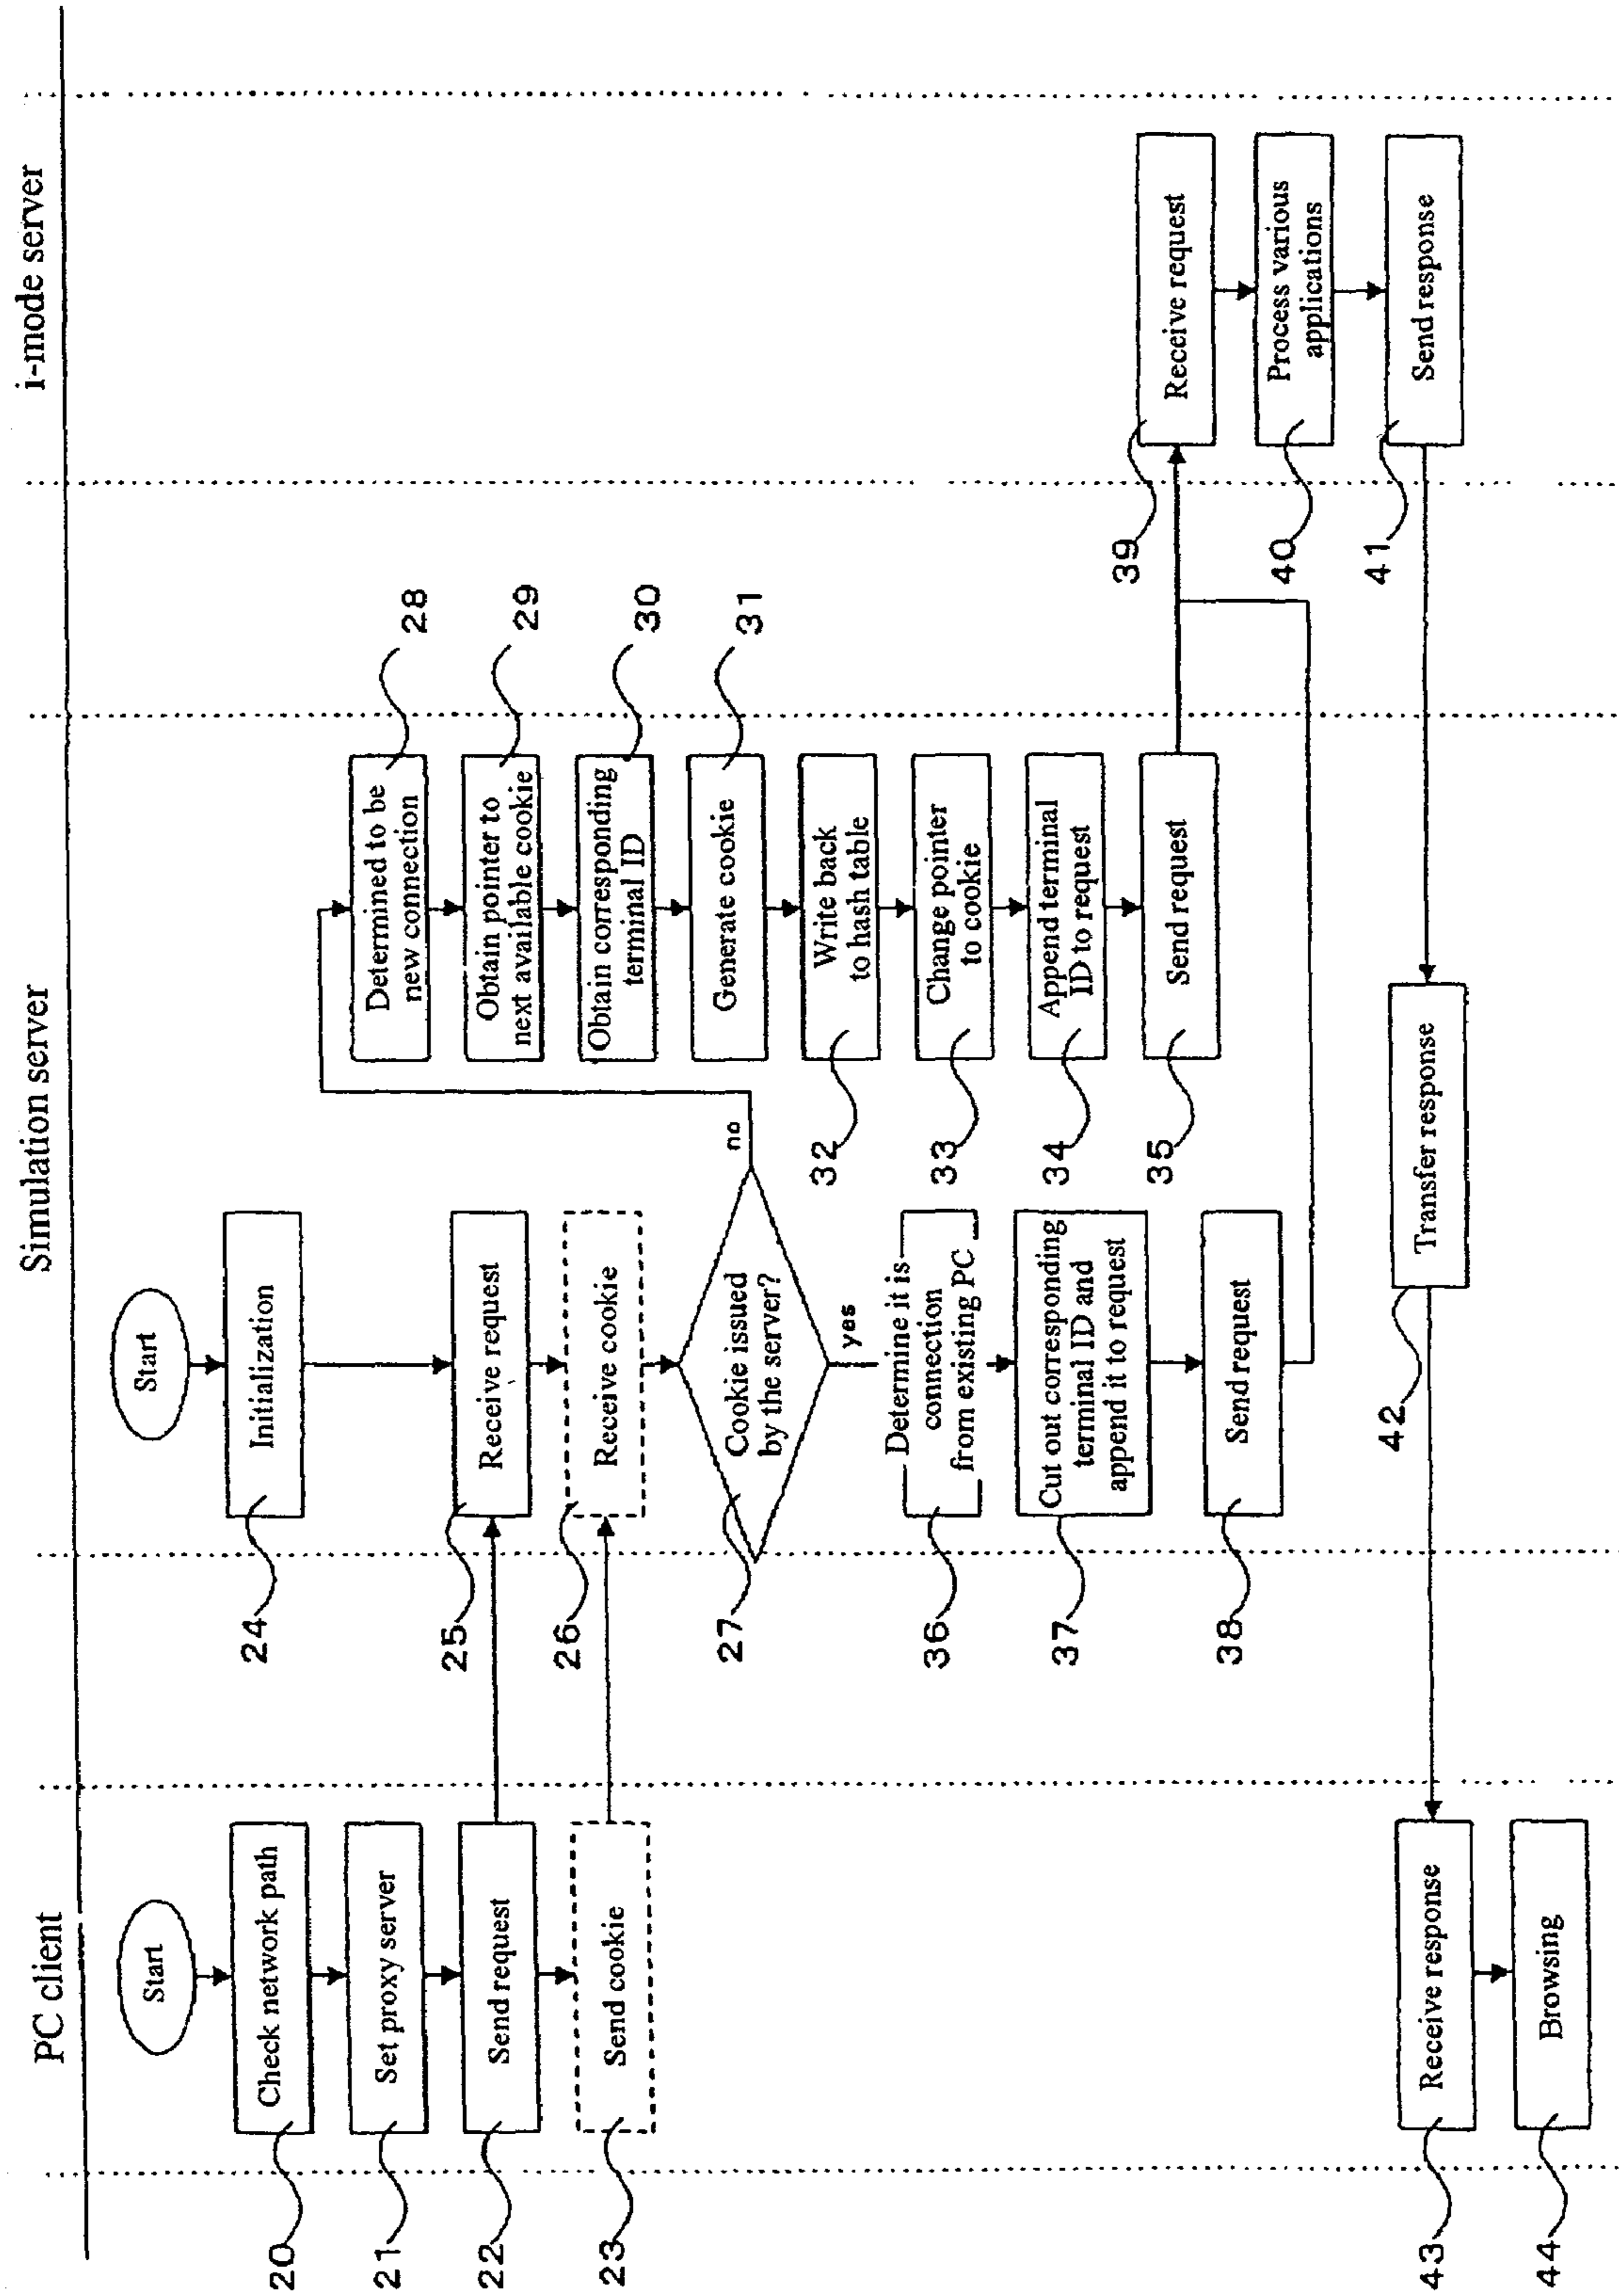 PC client
Simulation server
i-mode server
Start
Check network path
20
Set proxy server
21
Send request
22
Send cookie
23
Start
Initialization
24
Receive request
25
Receive cookie
26
Cookie issued
by the server?
27
no
yes
Determined to be
new connection
28
Obtain pointer to
next available cookie
29
Obtain corresponding
terminal ID
30
Generate cookie
31
Write back
to hash table
32
Change pointer
to cookie
33
Append terminal
ID to request
34
Send request
35
Determine it is
connection
from existing PC
36
Cut out corresponding
terminal ID and
append it to request
37
Send request
38
Receive request
39
Process various
applications
40
Send response
41
Transfer response
42
Receive response
43
Browsing
44